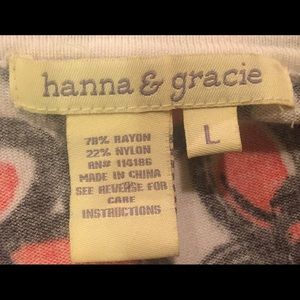 hanna & gracie
L
78% RAYON
22% NYLON
RN# 114186
MADE IN CHINA
SEE REVERSE FOR
CARE
INSTRUCTIONS